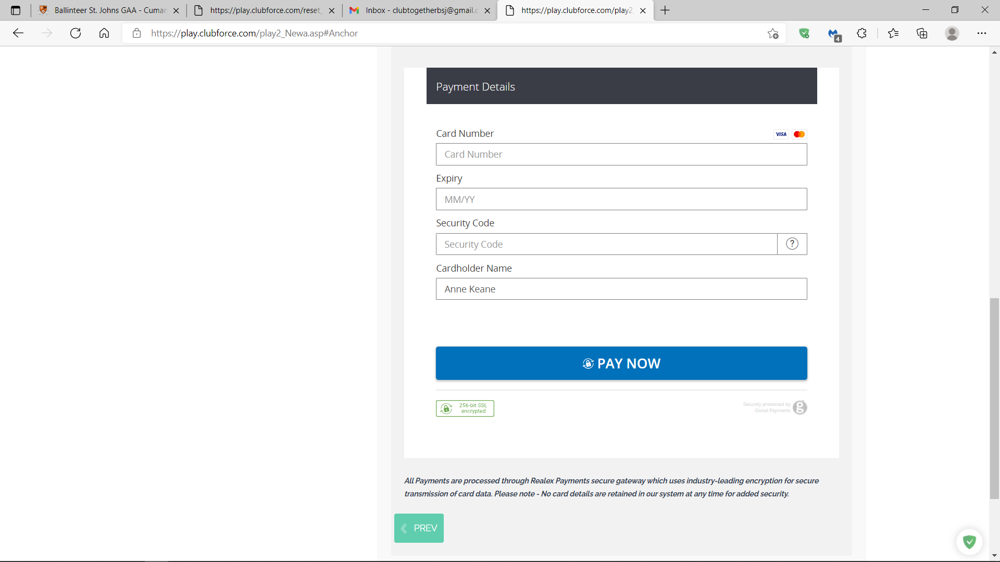 Ballinteer St. Johns GAA - Cumar
https://play.clubforce.com/reset_
Inbox - clubtogetherbsj@gmail.c
https://play.clubforce.com/play2_
https://play.clubforce.com/play2_Newa.asp#Anchor
4
Payment Details
Card Number
VISA
Card Number
Expiry
MM/YY
Security Code
Security Code
?
Cardholder Name
Anne Keane
PAY NOW
256-bit SSL
encrypted
Securely processed by
Global Payments
g
All Payments are processed through Realex Payments secure gateway which uses industry-leading encryption for secure
transmission of card data. Please note - No card details are retained in our system at any time for added security.
PREV